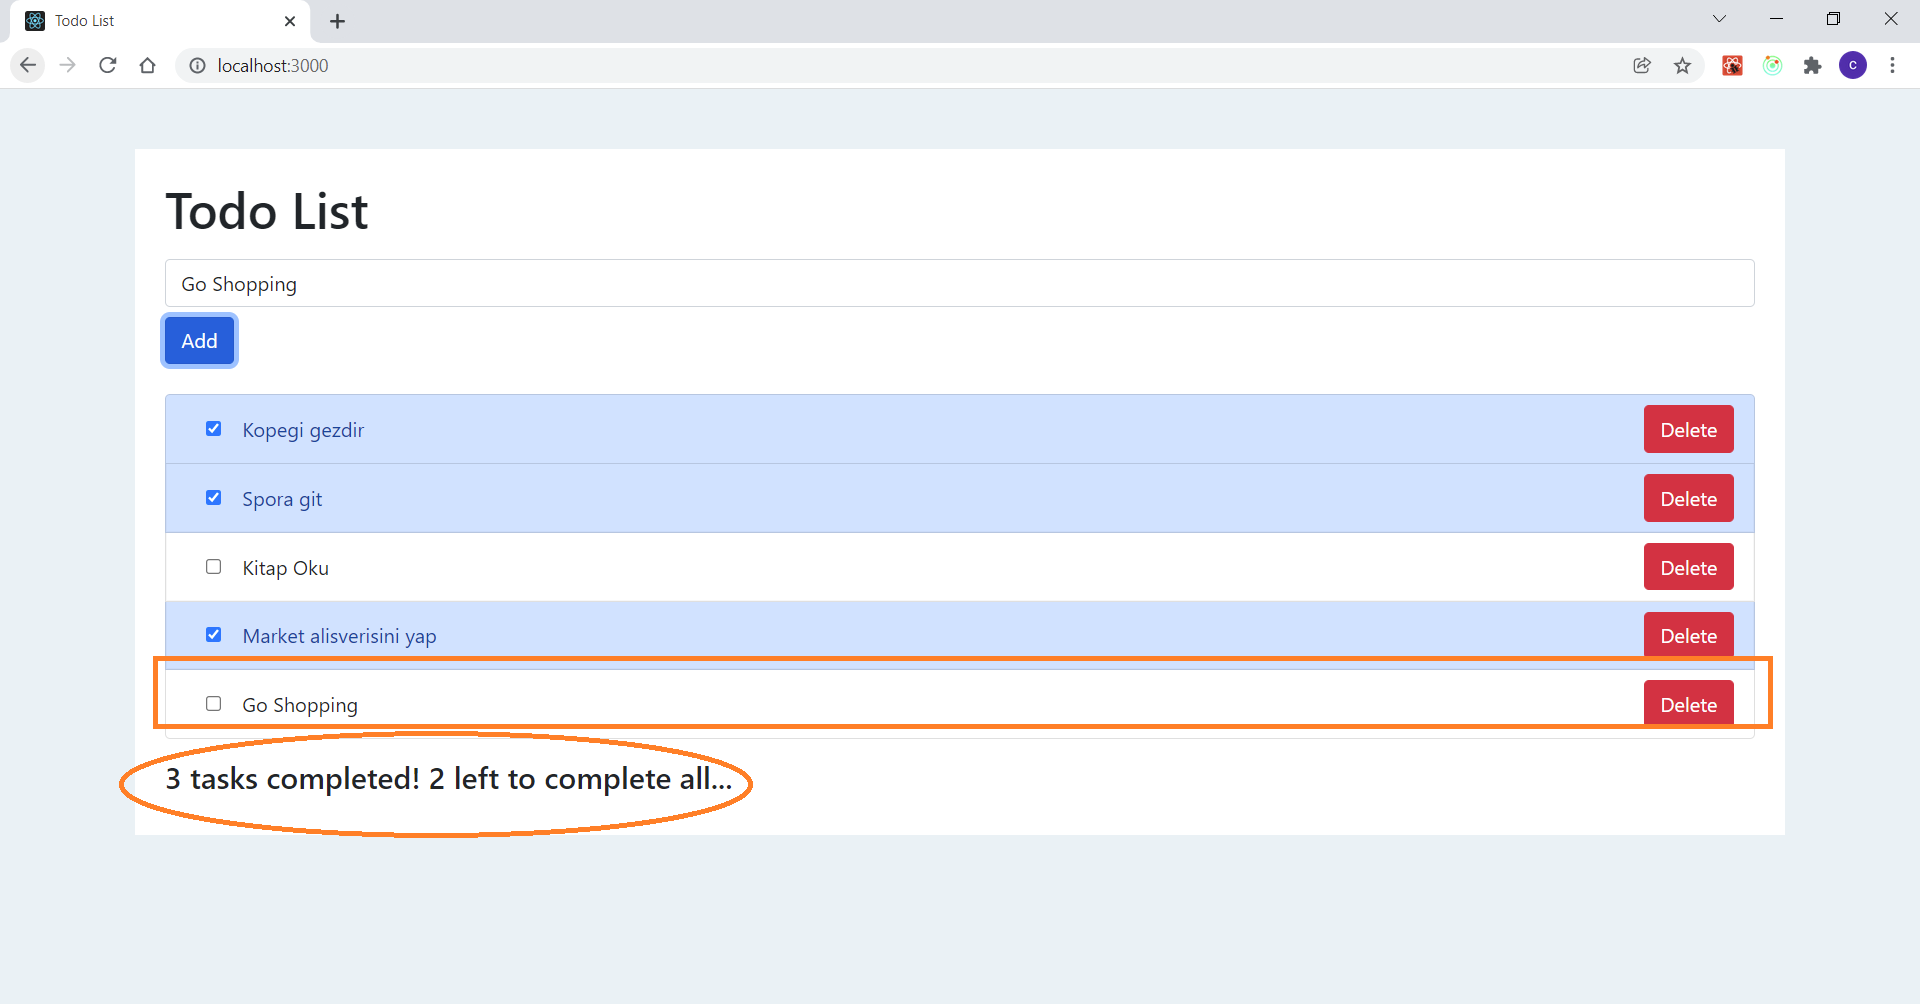 Todo List
localhost:3000
C
Todo List
Go Shopping
Add
Kopegi gezdir Delete
Spora git Delete
Kitap Oku Delete
Market alisverisini yap Delete
Go Shopping Delete
3 tasks completed! 2 left to complete all...